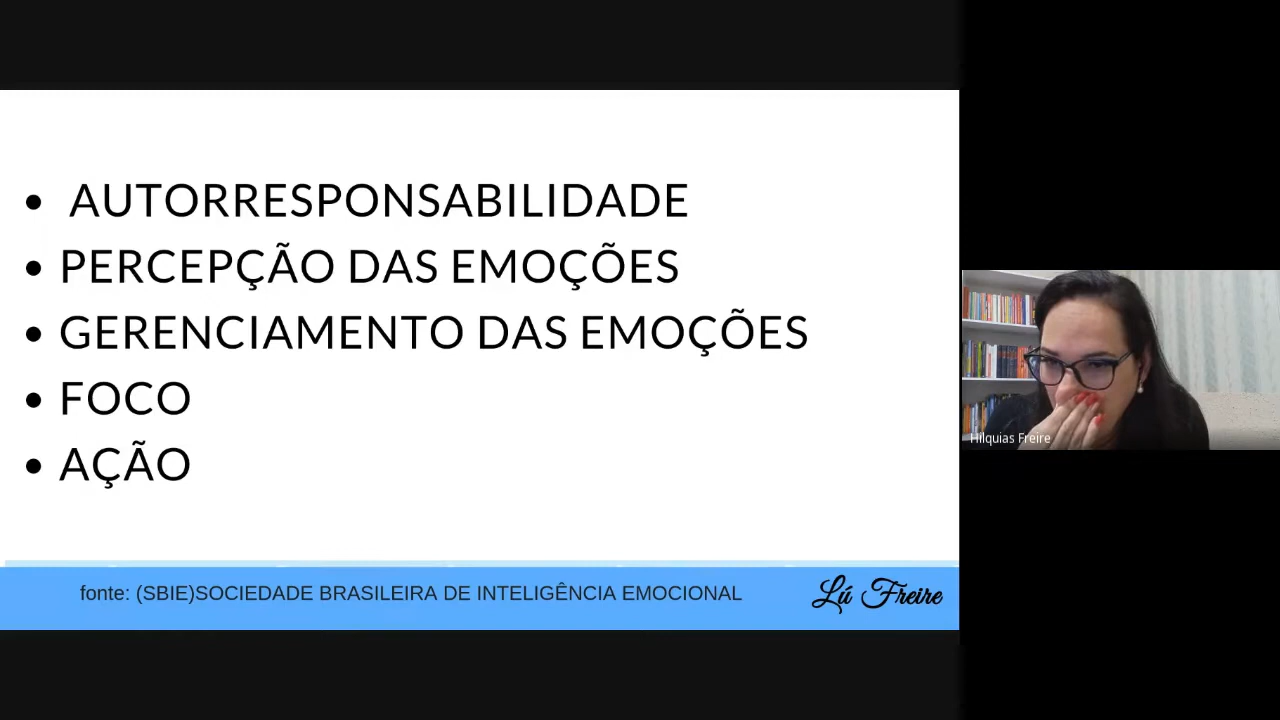 • AUTORRESPONSABILIDADE
• PERCEPÇÃO DAS EMOÇÕES
• GERENCIAMENTO DAS EMOÇÕES
• FOCO
• AÇÃO
fonte: (SBIE)SOCIEDADE BRASILEIRA DE INTELIGÊNCIA EMOCIONAL
Lú Freire
Hilquias Freire